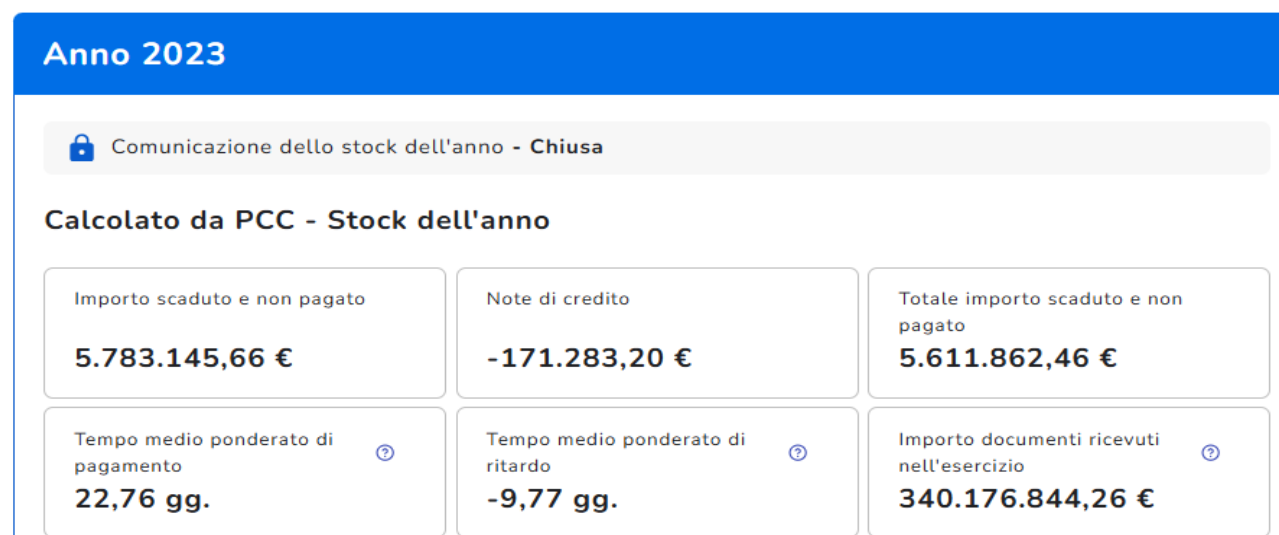 Anno 2023
Comunicazione dello stock dell'anno - Chiusa
Calcolato da PCC - Stock dell'anno
Importo scaduto e non pagato
5.783.145,66 €
Note di credito
-171.283,20 €
Totale importo scaduto e non
pagato
5.611.862,46 €
Tempo medio ponderato di
pagamento
22,76 gg.
Tempo medio ponderato di
ritardo
-9,77 gg.
Importo documenti ricevuti
nell'esercizio
340.176.844,26 €